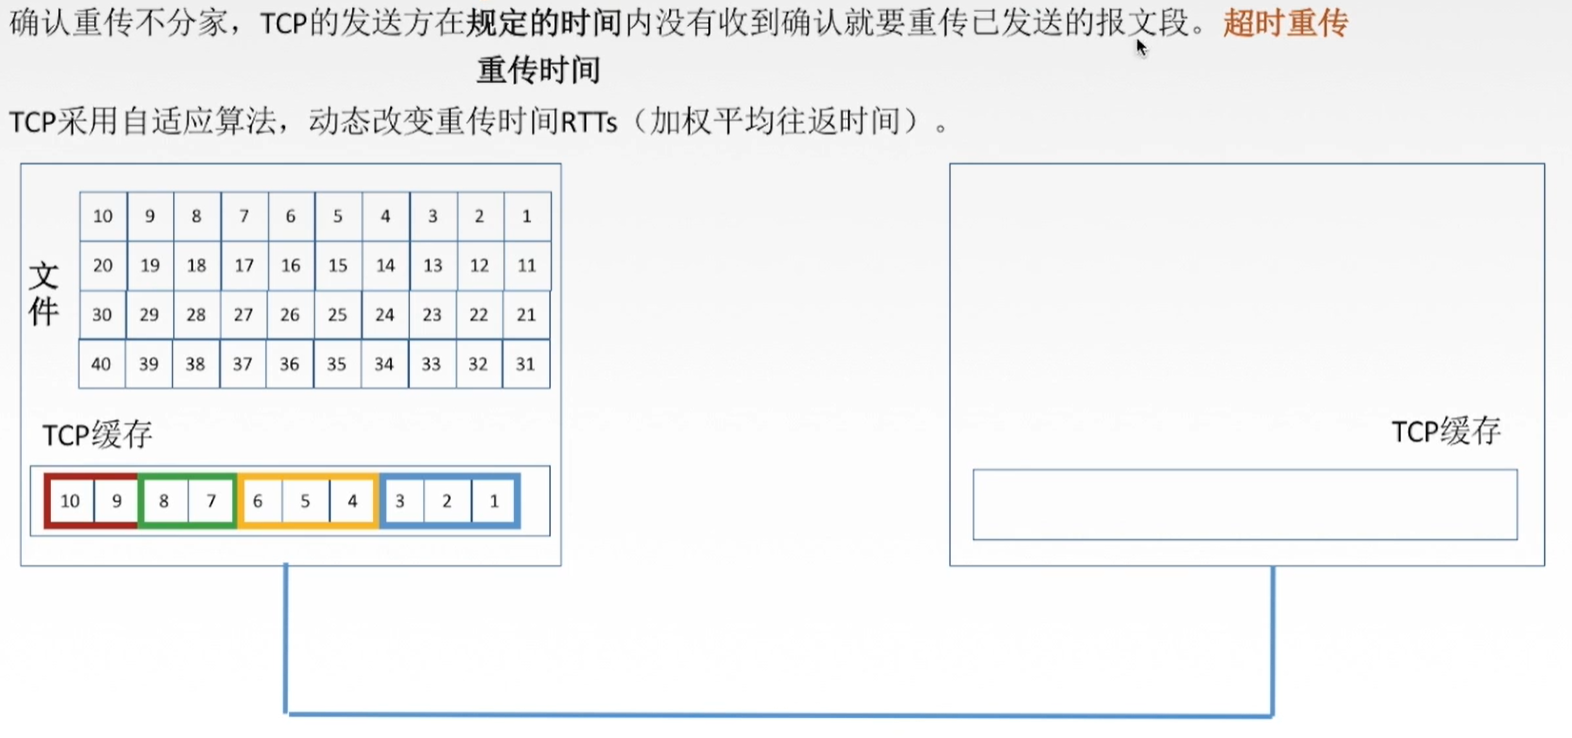 确认重传不分家，TCP的发送方在规定的时间内没有收到确认就要重传已发送的报文段。超时重传
重传时间
TCP采用自适应算法，动态改变重传时间RTTs（加权平均往返时间）。
文件
10 9 8 7 6 5 4 3 2 1
20 19 18 17 16 15 14 13 12 11
30 29 28 27 26 25 24 23 22 21
40 39 38 37 36 35 34 33 32 31
TCP缓存
10 9 8 7 6 5 4 3 2 1
TCP缓存